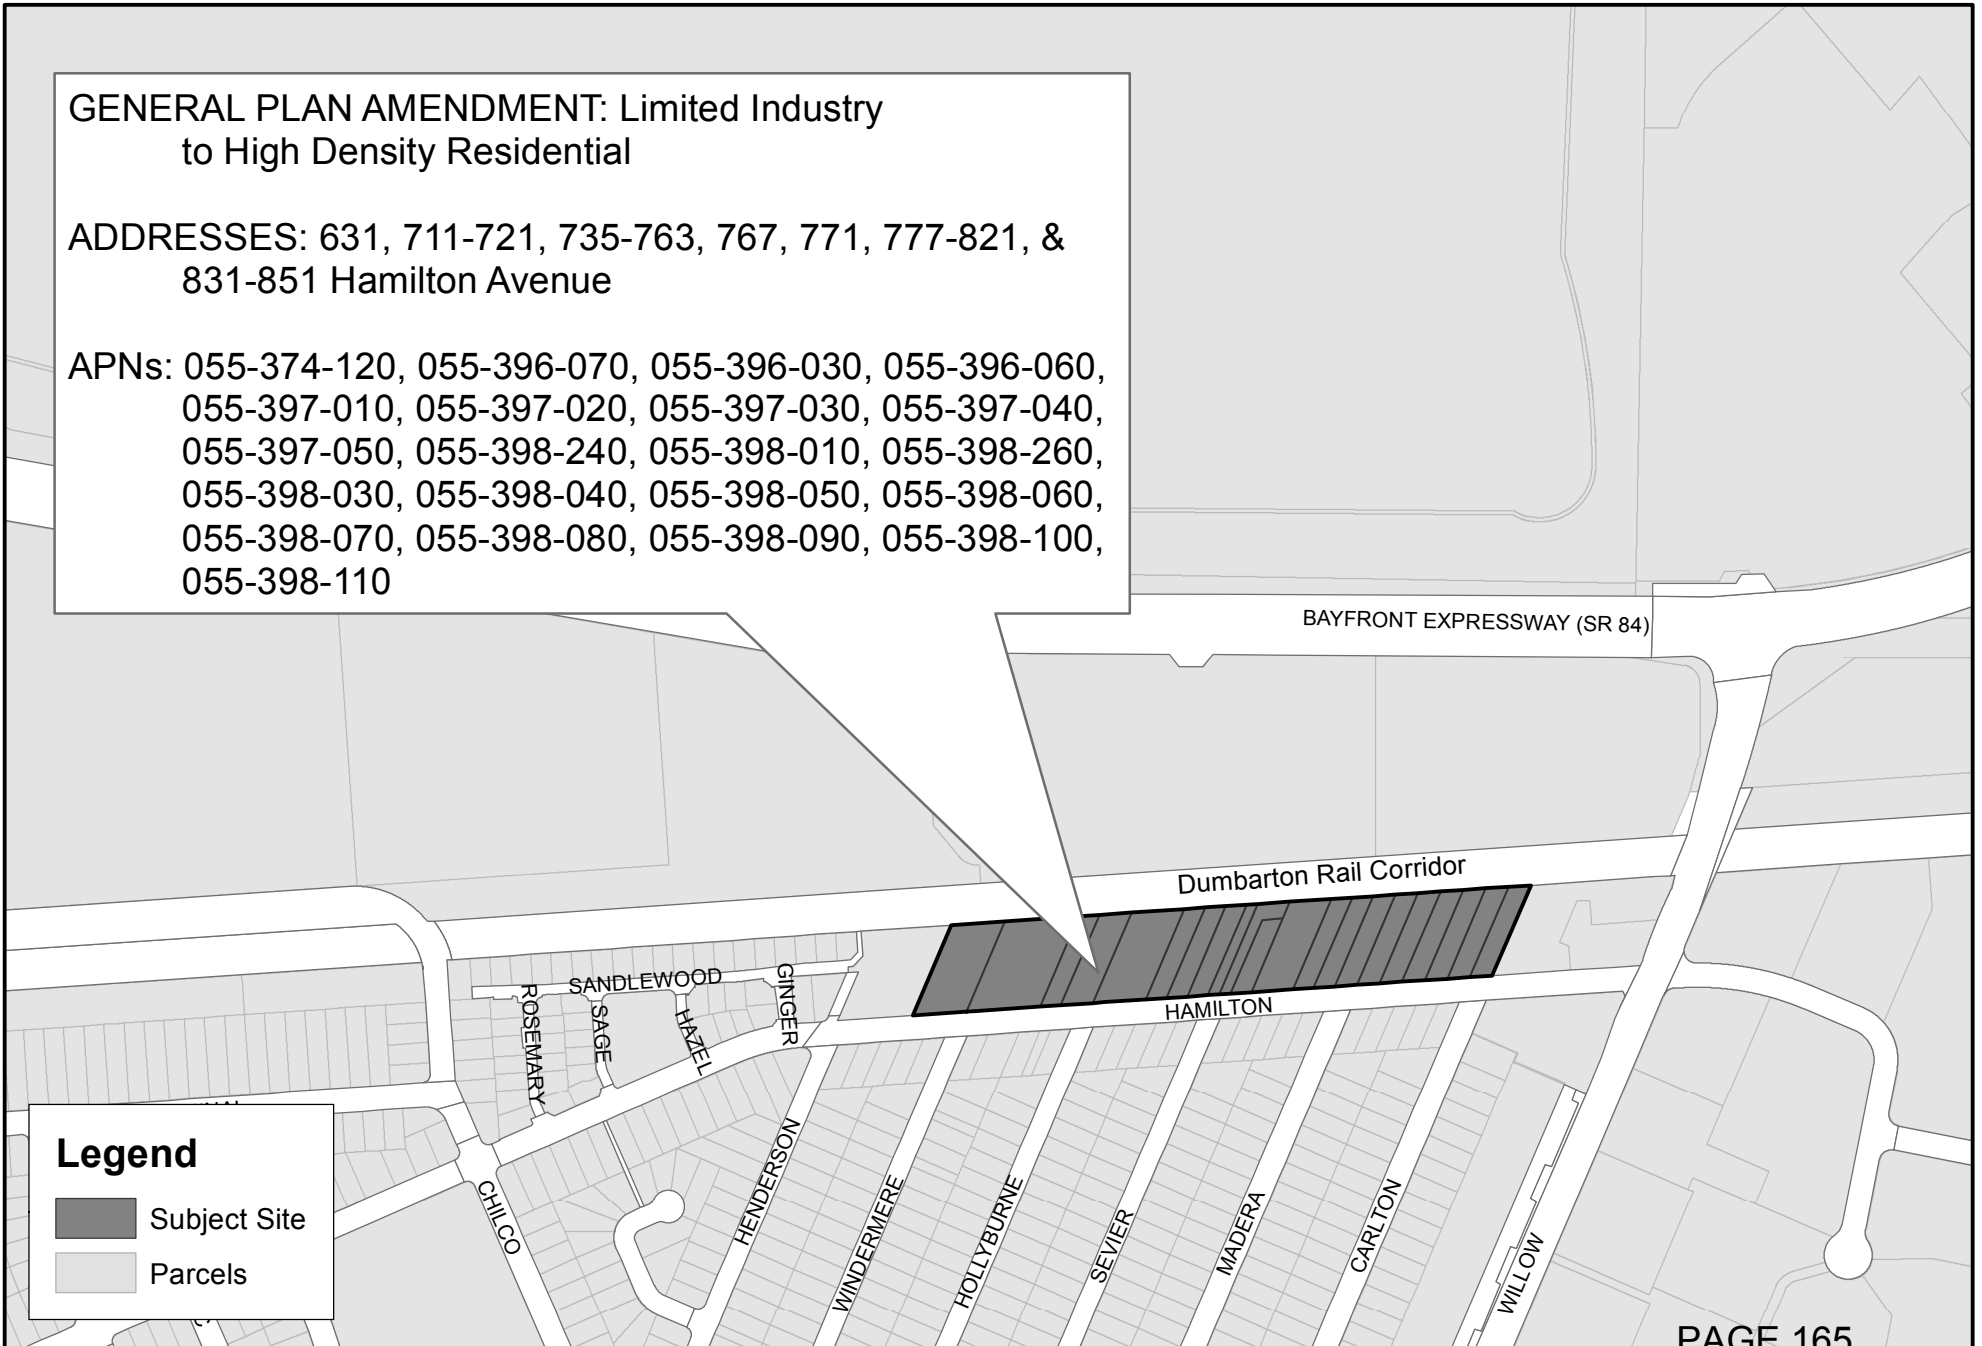 GENERAL PLAN AMENDMENT: Limited Industry
to High Density Residential
ADDRESSES: 631, 711-721, 735-763, 767, 771, 777-821, &
831-851 Hamilton Avenue
APNs: 055-374-120, 055-396-070, 055-396-030, 055-396-060,
055-397-010, 055-397-020, 055-397-030, 055-397-040,
055-397-050, 055-398-240, 055-398-010, 055-398-260,
055-398-030, 055-398-040, 055-398-050, 055-398-060,
055-398-070, 055-398-080, 055-398-090, 055-398-100,
055-398-110
BAYFRONT EXPRESSWAY (SR 84)
Dumbarton Rail Corridor
SANDLEWOOD
GINGER
ROSEMARY
SAGE
HAZEL
HAMILTON
HENDERSON
WINDERMERE
HOLLYBURNE
SEVIER
MADERA
CARLTON
WILLOW
CHILCO
Legend
Subject Site
Parcels
PAGE 165